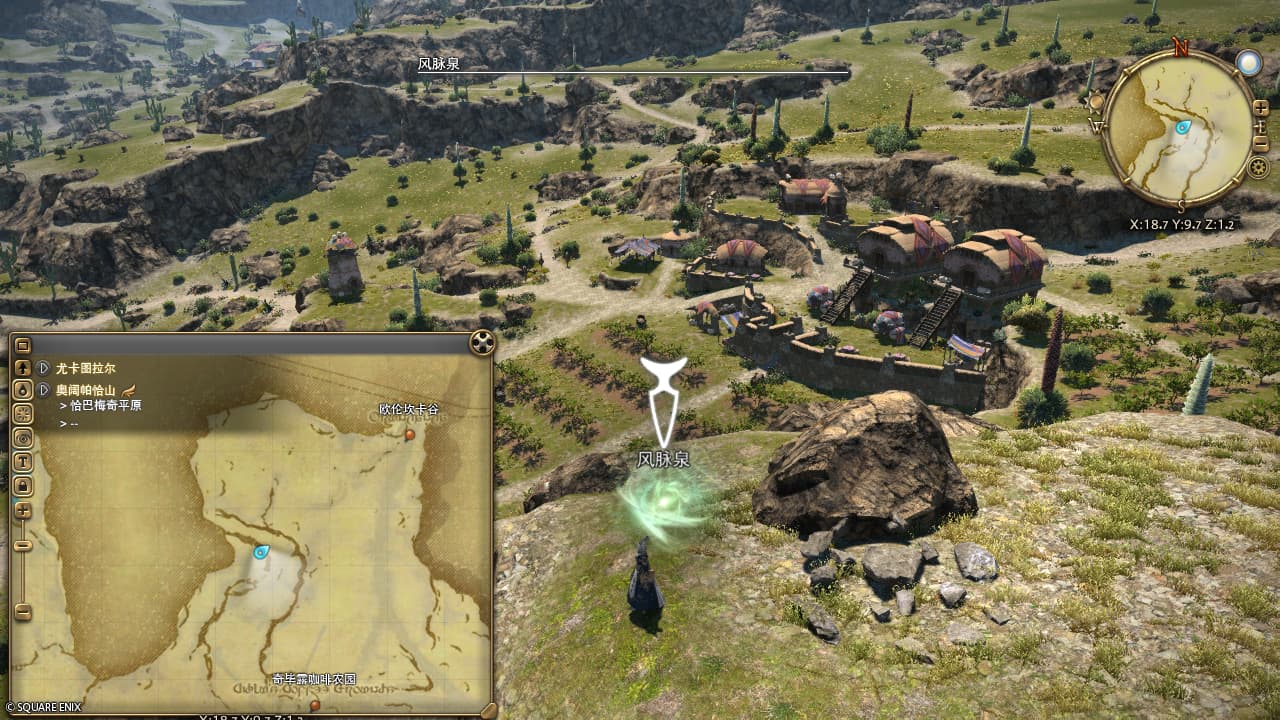 风脉泉
N
W
S
X:18.7 Y:9.7 Z:1.2
尤卡图拉尔
奥阔帕恰山
> 恰巴梅奇平原
> --
欧伦坎卡谷
奇毕露咖啡农园
风脉泉
© SQUARE ENIX
X:18.7 Y:9.7 Z:1.2